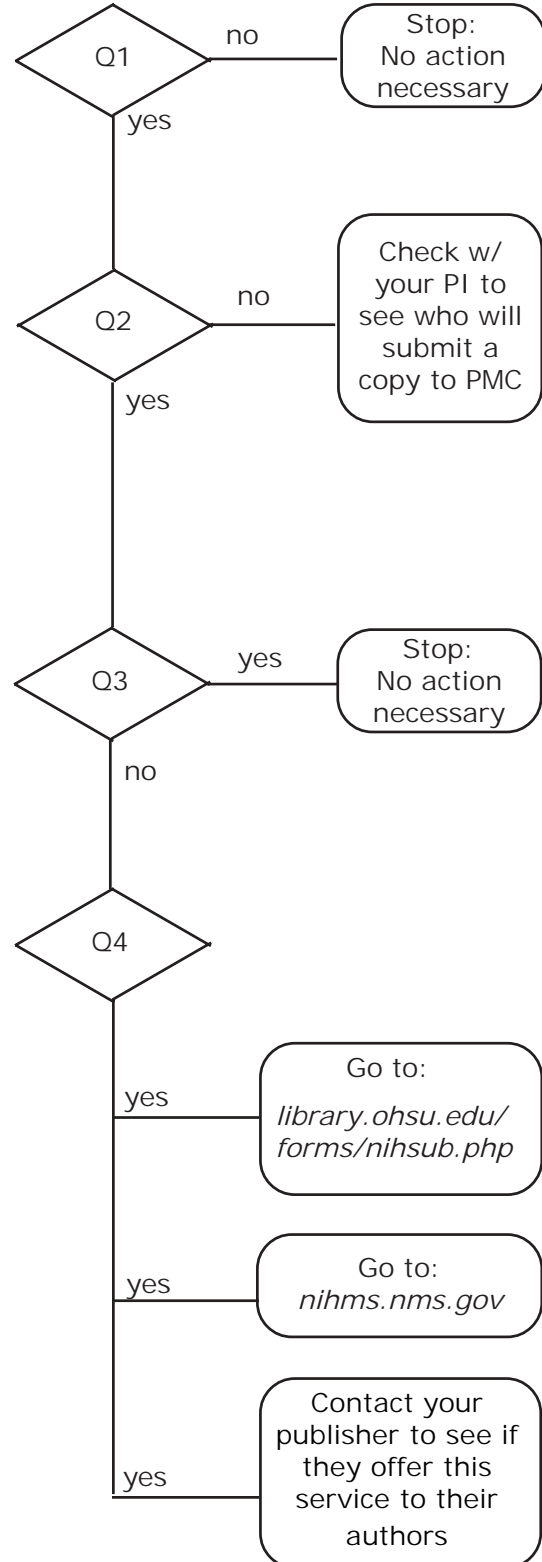 Q1
no
Stop:
No action
necessary
yes
Q2
no
Check w/
your PI to
see who will
submit a
copy to PMC
yes
Q3
yes
Stop:
No action
necessary
no
Q4
yes
Go to:
library.ohsu.edu/
forms/nihsub.php
yes
Go to:
nihms.nms.gov
yes
Contact your
publisher to see if
they offer this
service to their
authors